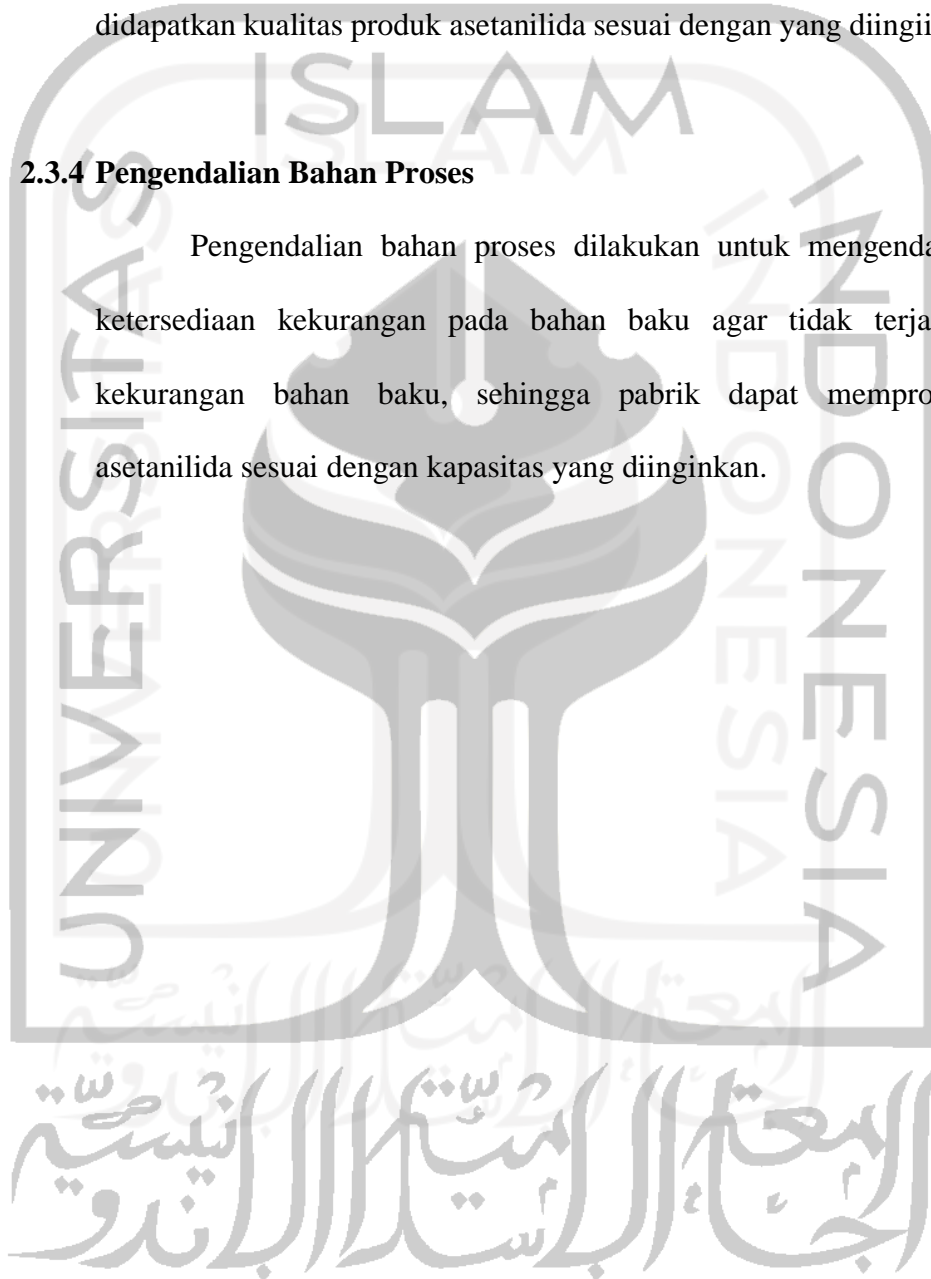 didapatkan kualitas produk asetanilida sesuai dengan yang diingii
ISLAM
2.3.4 Pengendalian Bahan Proses
Pengendalian bahan proses dilakukan untuk mengenda
ketersediaan kekurangan pada bahan baku agar tidak terja
kekurangan bahan baku, sehingga pabrik dapat mempro
asetanilida sesuai dengan kapasitas yang diinginkan.
UNIVERSITAS
INDONESIA